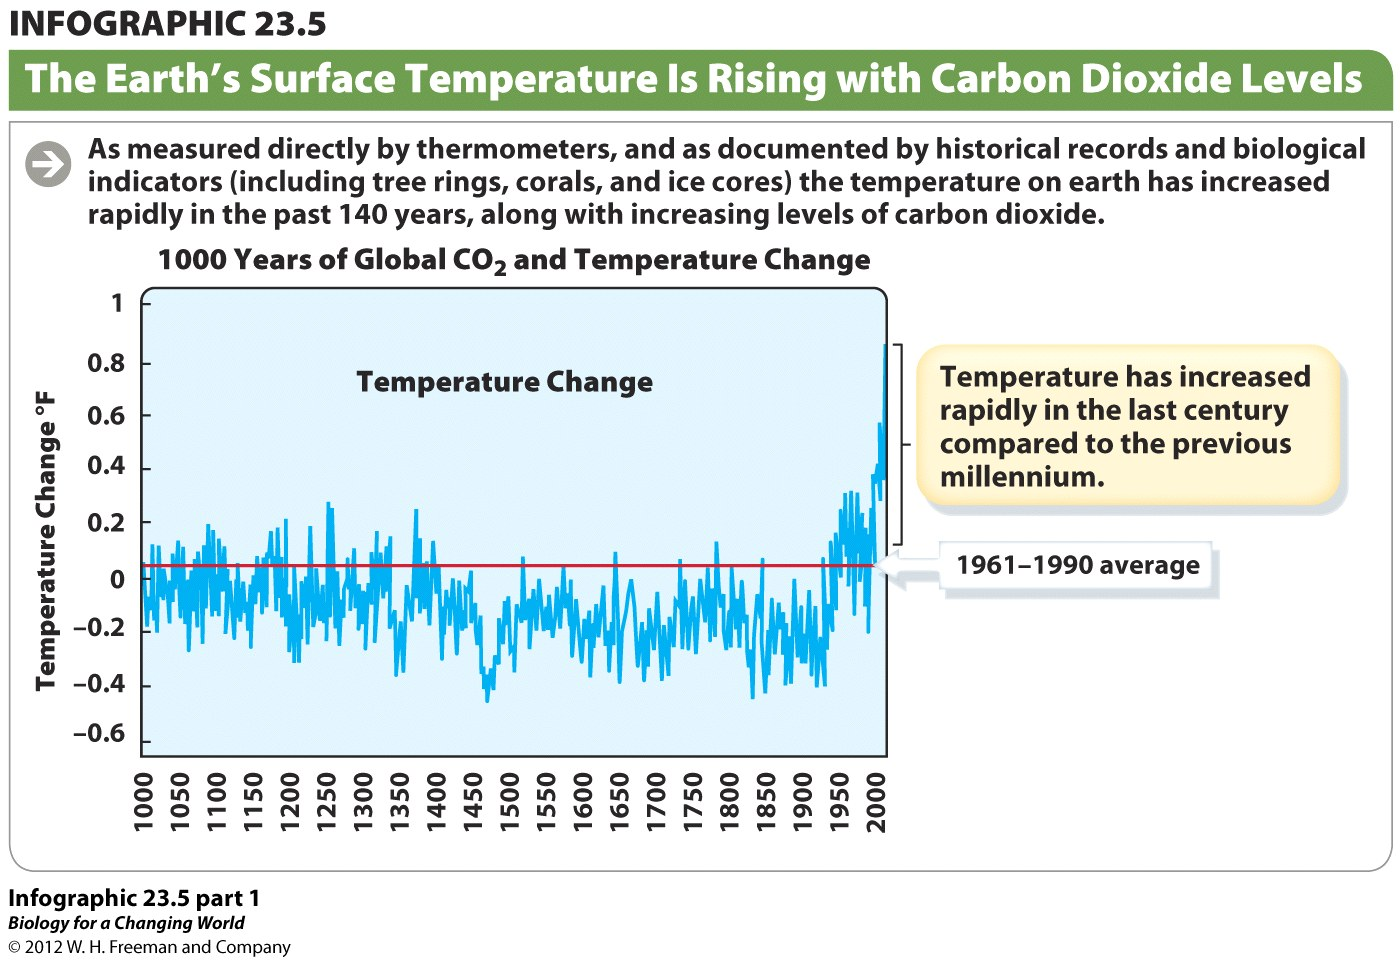 INFOGRAPHIC 23.5
The Earth’s Surface Temperature Is Rising with Carbon Dioxide Levels
As measured directly by thermometers, and as documented by historical records and biological
indicators (including tree rings, corals, and ice cores) the temperature on earth has increased
rapidly in the past 140 years, along with increasing levels of carbon dioxide.
1000 Years of Global CO₂ and Temperature Change
Temperature Change °F
1
0.8
0.6
0.4
0.2
0
–0.2
–0.4
–0.6
Temperature Change
Temperature has increased
rapidly in the last century
compared to the previous
millennium.
1961–1990 average
1000 1050 1100 1150 1200 1250 1300 1350 1400 1450 1500 1550 1600 1650 1700 1750 1800 1850 1900 1950 2000
Infographic 23.5 part 1
Biology for a Changing World
© 2012 W. H. Freeman and Company